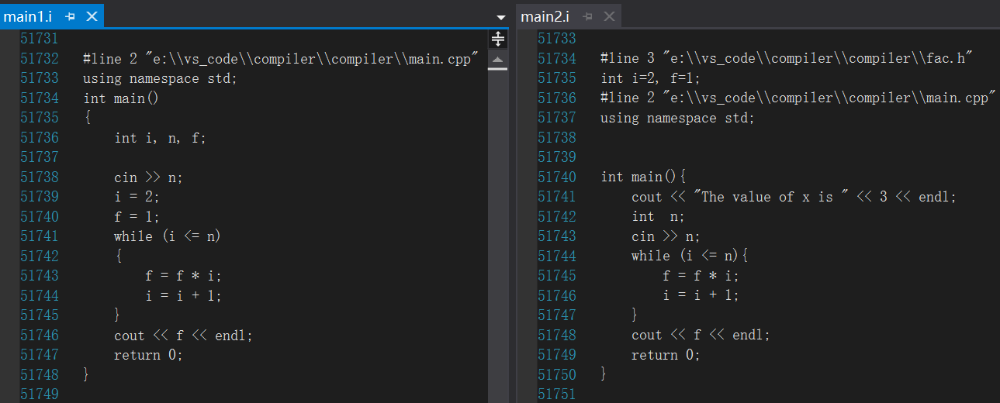 main1.i
51731
51732 #line 2 "e:\\vs_code\\compiler\\compiler\\main.cpp"
51733 using namespace std;
51734 int main()
51735 {
51736     int i, n, f;
51737
51738     cin >> n;
51739     i = 2;
51740     f = 1;
51741     while (i <= n)
51742     {
51743         f = f * i;
51744         i = i + 1;
51745     }
51746     cout << f << endl;
51747     return 0;
51748 }
51749
main2.i
51733
51734 #line 3 "e:\\vs_code\\compiler\\compiler\\fac.h"
51735 int i=2, f=1;
51736 #line 2 "e:\\vs_code\\compiler\\compiler\\main.cpp"
51737 using namespace std;
51738
51739
51740 int main(){
51741     cout << "The value of x is " << 3 << endl;
51742     int  n;
51743     cin >> n;
51744     while (i <= n){
51745         f = f * i;
51746         i = i + 1;
51747     }
51748     cout << f << endl;
51749     return 0;
51750 }
51751